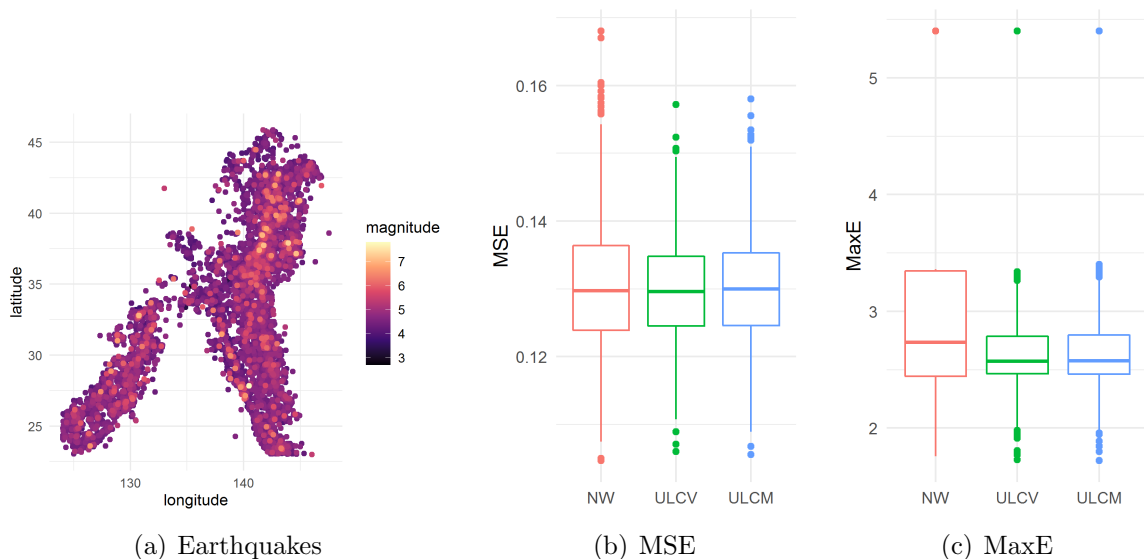 45
40
35
30
25
latitude
130
140
longitude
magnitude
7
6
5
4
3
(a) Earthquakes
0.16
0.14
0.12
MSE
NW
ULCV
ULCM
(b) MSE
5
4
3
2
MaxE
NW
ULCV
ULCM
(c) MaxE